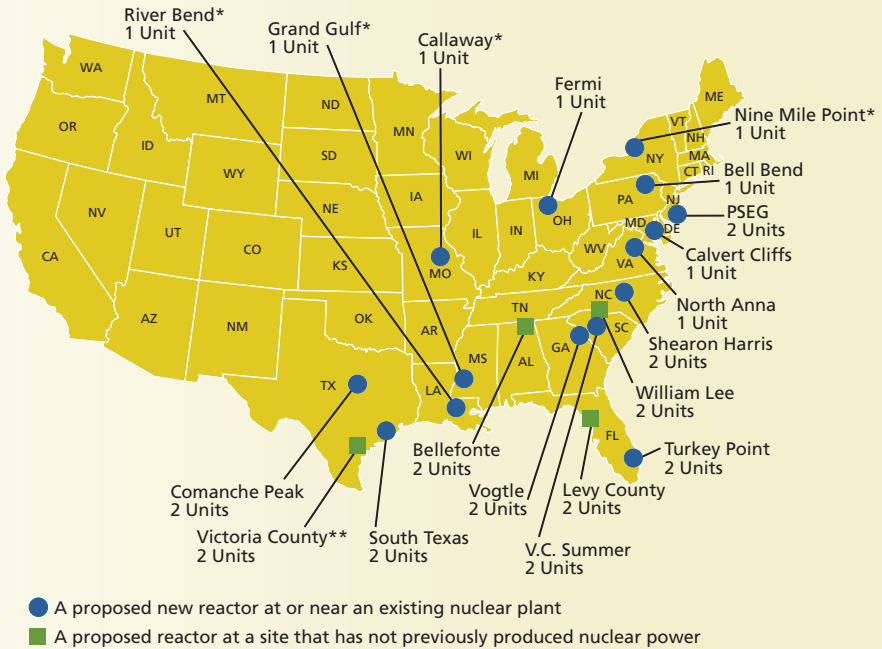 River Bend*
1 Unit
Grand Gulf*
1 Unit
Callaway*
1 Unit
Fermi
1 Unit
Nine Mile Point*
1 Unit
Bell Bend
1 Unit
PSEG
2 Units
Calvert Cliffs
1 Unit
North Anna
1 Unit
Shearon Harris
2 Units
William Lee
2 Units
Turkey Point
2 Units
Levy County
2 Units
V.C. Summer
2 Units
Vogtle
2 Units
Bellefonte
2 Units
South Texas
2 Units
Victoria County**
2 Units
Comanche Peak
2 Units
WA
MT
ND
MN
ME
VT
NH
OR
ID
SD
WI
MI
NY
MA
CT
RI
WY
IA
PA
NJ
NV
NE
OH
MD
DE
UT
IL
IN
WV
CA
CO
KS
MO
KY
VA
NC
AZ
NM
OK
TN
AR
SC
MS
AL
GA
TX
LA
FL
A proposed new reactor at or near an existing nuclear plant
A proposed reactor at a site that has not previously produced nuclear power